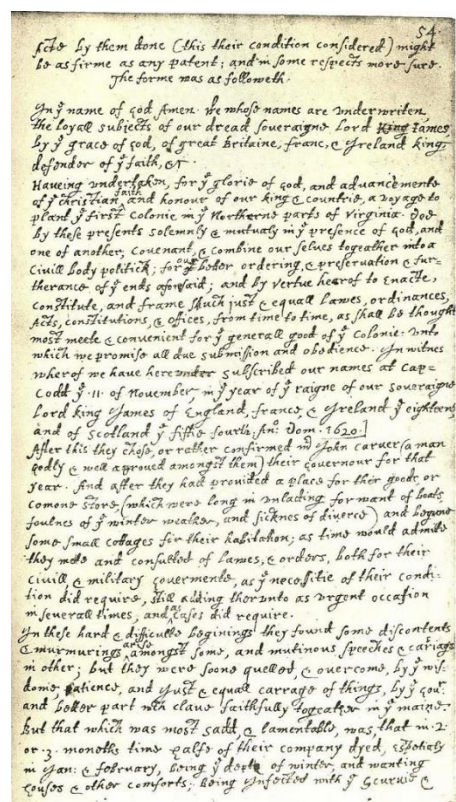 54
Acts by them done (this their condition considered) might
be as firme as any patent; and in some respects more sure.
The forme was as followeth.
In yᵉ name of god Amen. We whose names are underwriten,
the loyall subjects of our dread soveraigne Lord King James
by yᵉ grace of god, of great Britaine, franc, & Ireland king,
defender of yᵉ faith, &c
Haveing undertaken, for yᵉ glorie of god, and advancemente
of yᵉ christian faith and honour of our king & countrie, a voyage to
plant yᵉ first colonie in yᵉ Northerne parts of Virginia. Doe
by these presents solemnly & mutualy in yᵉ presence of god, and
one of another, covenant, & combine our selves togeather into a
Civill body politick; for our better ordering, & preservation & fur=
therance of yᵉ ends aforesaid; and by vertue hearof to Enacte,
constitute, and frame such just & equall lawes, ordinances,
Acts, constitutions, & offices, from time to time, as shall be thought
most meete & convenient for yᵉ generall good of yᵉ Colonie: unto
which we promise all due submission and obedience. In witnes
wherof we have hereunder subscribed our names at Cap=
Codd yᵉ .11. of November, in yᵉ year of yᵉ raigne of our soveraigne
Lord king James of England, france, & Ireland yᵉ eighteenth
and of Scotland yᵉ fiftie fourth. Anᵒ: Dom. 1620.
After this they chose, or rather confirmed mʳ John Carver (a man
godly & well approved amongst them) their governour for that
year. And after they had provided a place for their goods, or
comone store, (which were long in unlading for want of boats,
foulnes of yᵉ winter weather, and sicknes of diverce) and begune
some small cottages for their habitation; as time would admitte
they mette and consulted of lawes, & orders, both for their
civill & military govermente, as yᵉ necessitie of their condi=
tion did require, still adding therunto as urgent occasion
in severall times, and as cases did require.
In these hard & difficulte beginings they found some discontents
& murmurings arise amongst some, and mutinous speeches & cariags
in other; but they were soone quelled, & overcome, by yᵉ wis=
dome, patience, and just & equall carrage of things, by yᵉ Govʳ
and better part wᶜʰ clave faithfully togeather in yᵉ maine.
But that which was most sadd, & lamentable, was, that in .2.
or .3. moneths time halfe of their company dyed, espetialy
in Jan: & february, being yᵉ depth of winter, and wanting
houses & other comforts; being Infected with yᵉ scurvie &